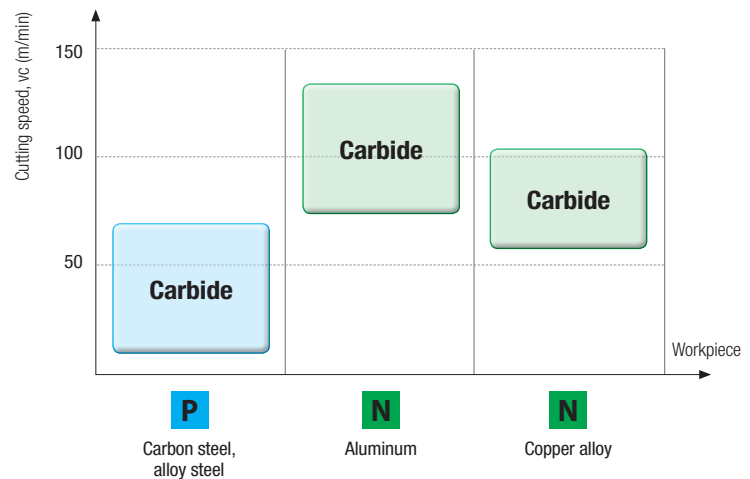 Cutting speed, vc (m/min)
150
100
50
Carbide
Carbide
Carbide
Workpiece
P
N
N
Carbon steel,
alloy steel
Aluminum
Copper alloy